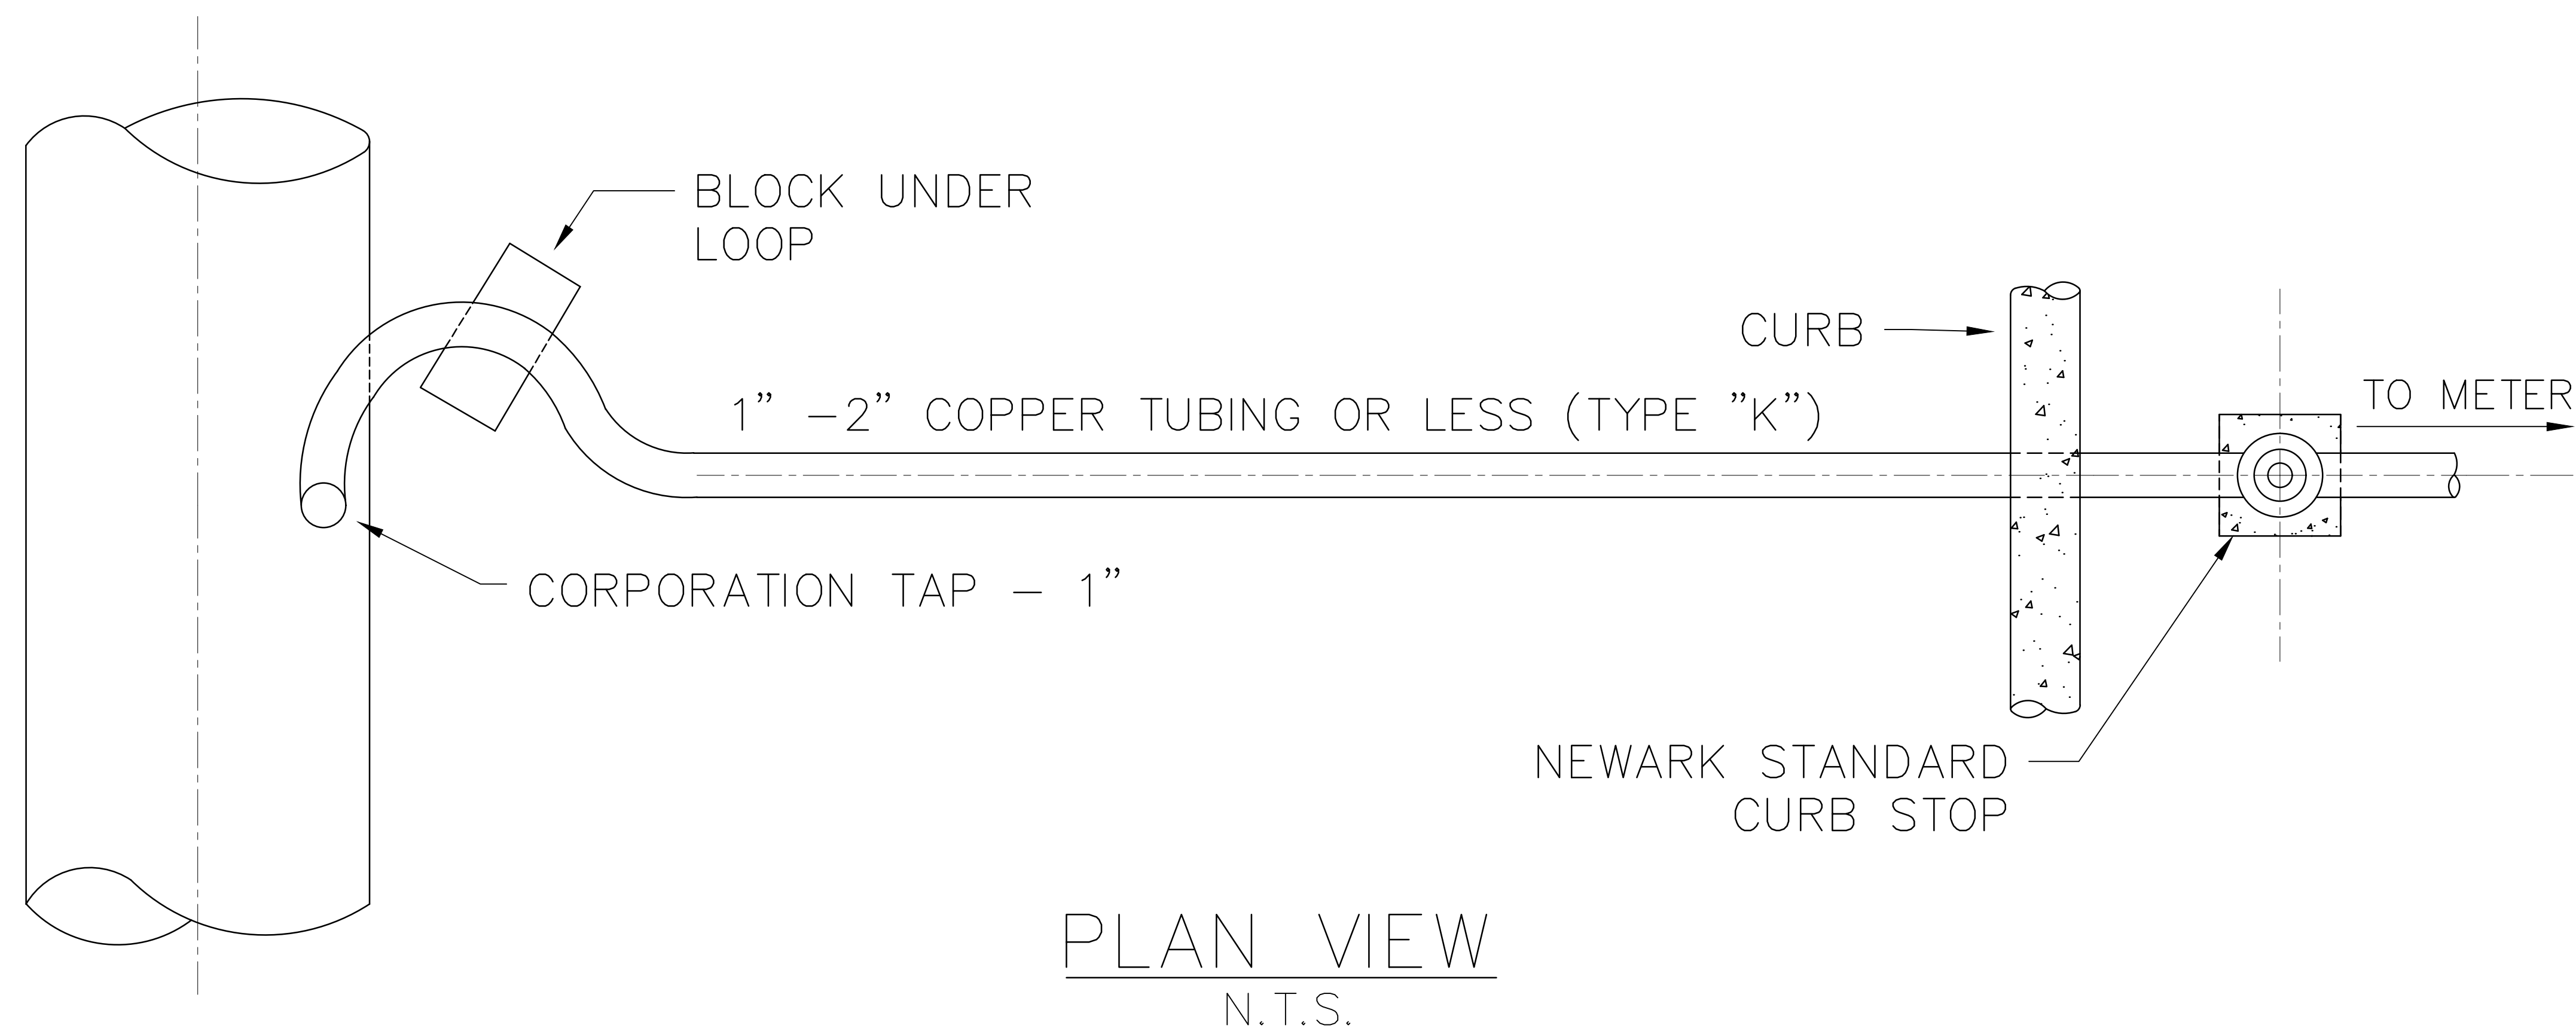 BLOCK UNDER
LOOP
CURB
TO METER
1” –2” COPPER TUBING OR LESS (TYPE ”K”)
CORPORATION TAP – 1”
NEWARK STANDARD
CURB STOP
PLAN VIEW
N.T.S.